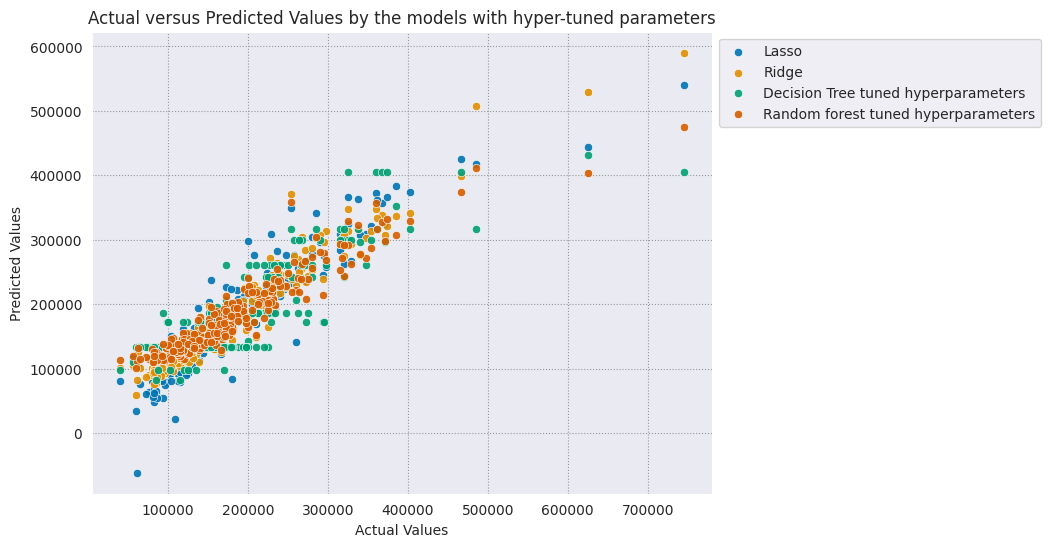 Actual versus Predicted Values by the models with hyper-tuned parameters
Lasso
Ridge
Decision Tree tuned hyperparameters
Random forest tuned hyperparameters
600000
500000
400000
300000
200000
100000
0
Predicted Values
100000 200000 300000 400000 500000 600000 700000
Actual Values